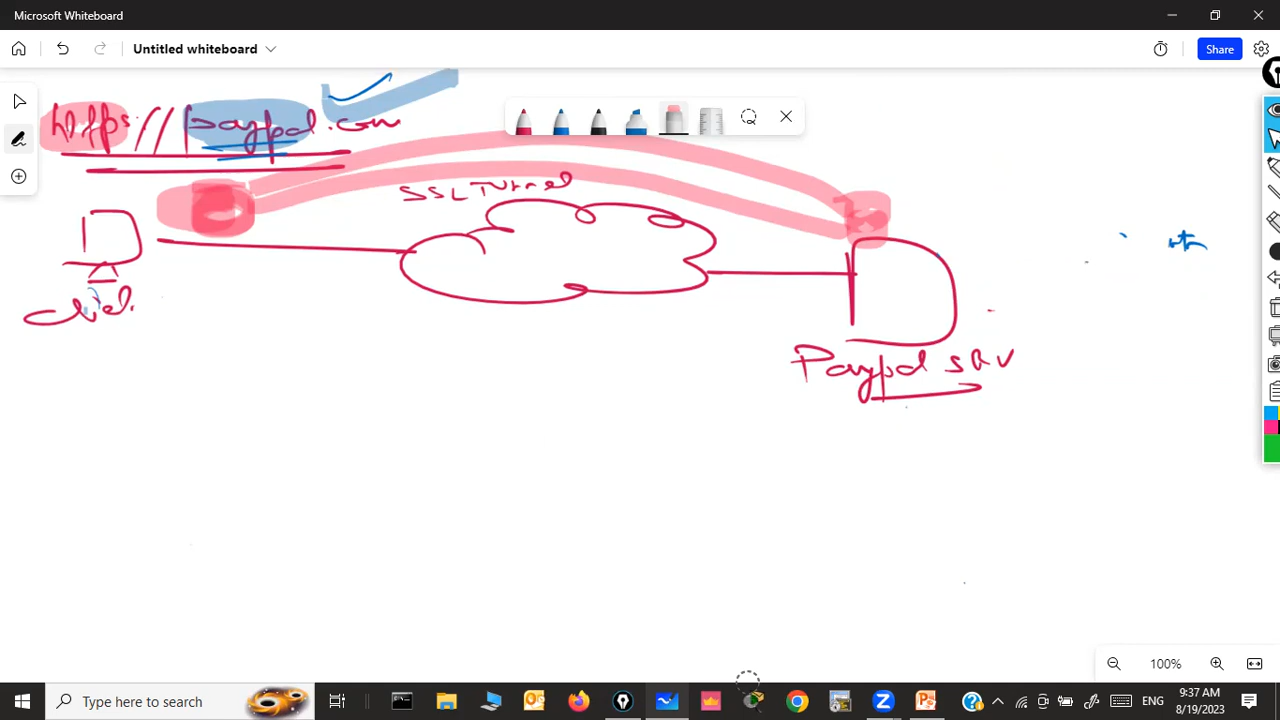 Microsoft Whiteboard
Untitled whiteboard
Share
https://paypal.com
SSL Tunnel
Client
Paypal SRV
100%
Type here to search
ENG
9:37 AM
8/19/2023